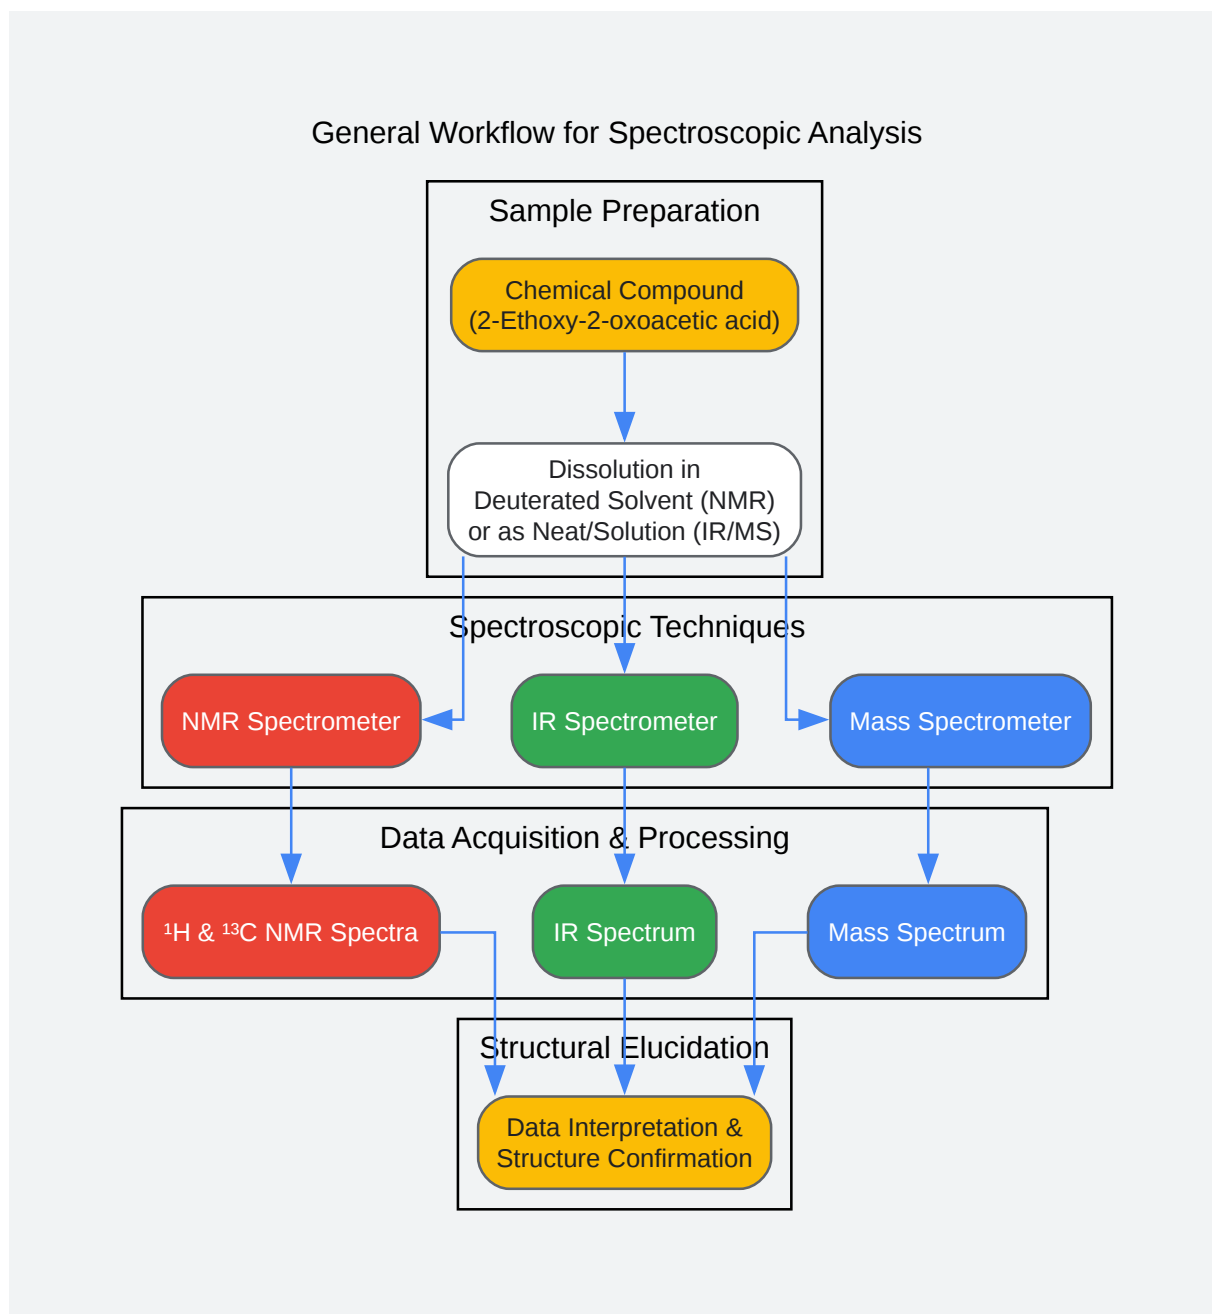 General Workflow for Spectroscopic Analysis
Sample Preparation
Chemical Compound
(2-Ethoxy-2-oxoacetic acid)
Dissolution in
Deuterated Solvent (NMR)
or as Neat/Solution (IR/MS)
Spectroscopic Techniques
NMR Spectrometer
IR Spectrometer
Mass Spectrometer
Data Acquisition & Processing
¹H & ¹³C NMR Spectra
IR Spectrum
Mass Spectrum
Structural Elucidation
Data Interpretation &
Structure Confirmation